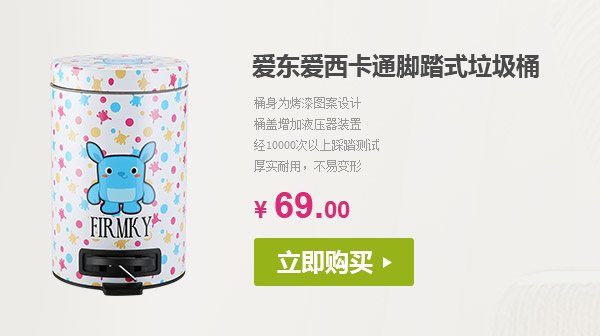 爱东爱西卡通脚踏式垃圾桶
桶身为烤漆图案设计
桶盖增加液压器装置
经10000次以上踩踏测试
厚实耐用，不易变形
¥ 69.00
立即购买
FIRMKY